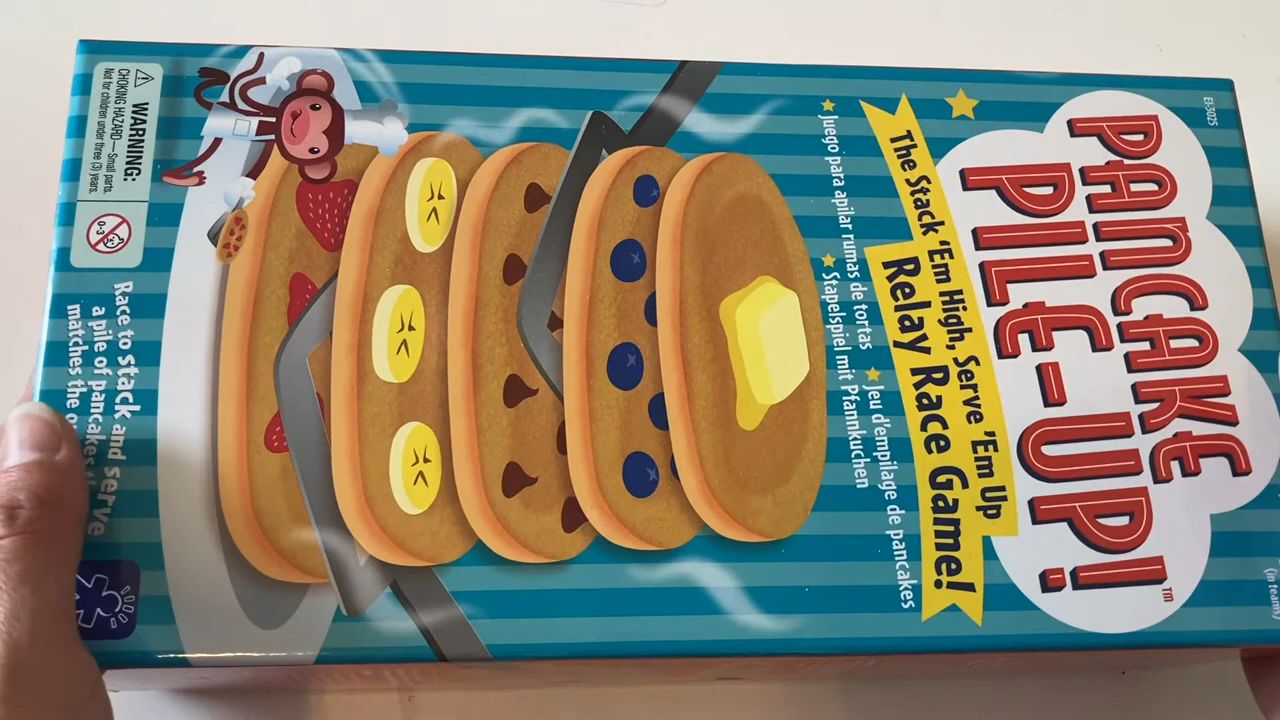 EI-3025
PANCAKE
PILE-UP!™
The Stack 'Em High, Serve 'Em Up
Relay Race Game!
★ Juego para apilar rumas de tortas ★ Jeu d'empilage de pancakes
★ Stapelspiel mit Pfannkuchen
(in teams)
WARNING:
CHOKING HAZARD — Small parts.
Not for children under three (3) years.
0-3
Race to stack and serve
a pile of pancakes
matches the